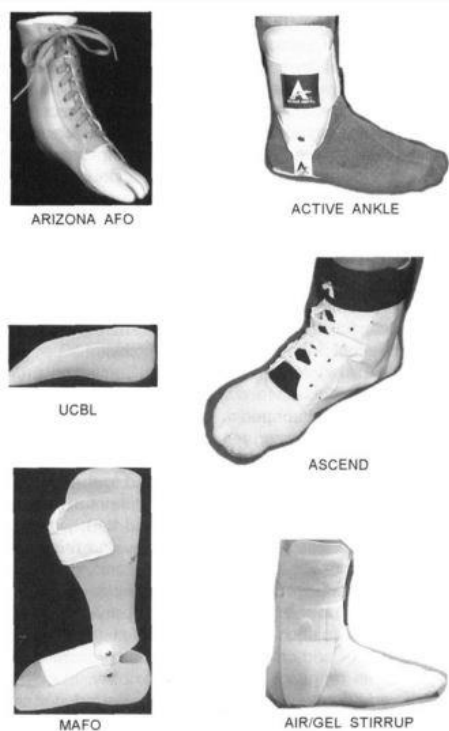 ARIZONA AFO
ACTIVE ANKLE
UCBL
ASCEND
MAFO
AIR/GEL STIRRUP